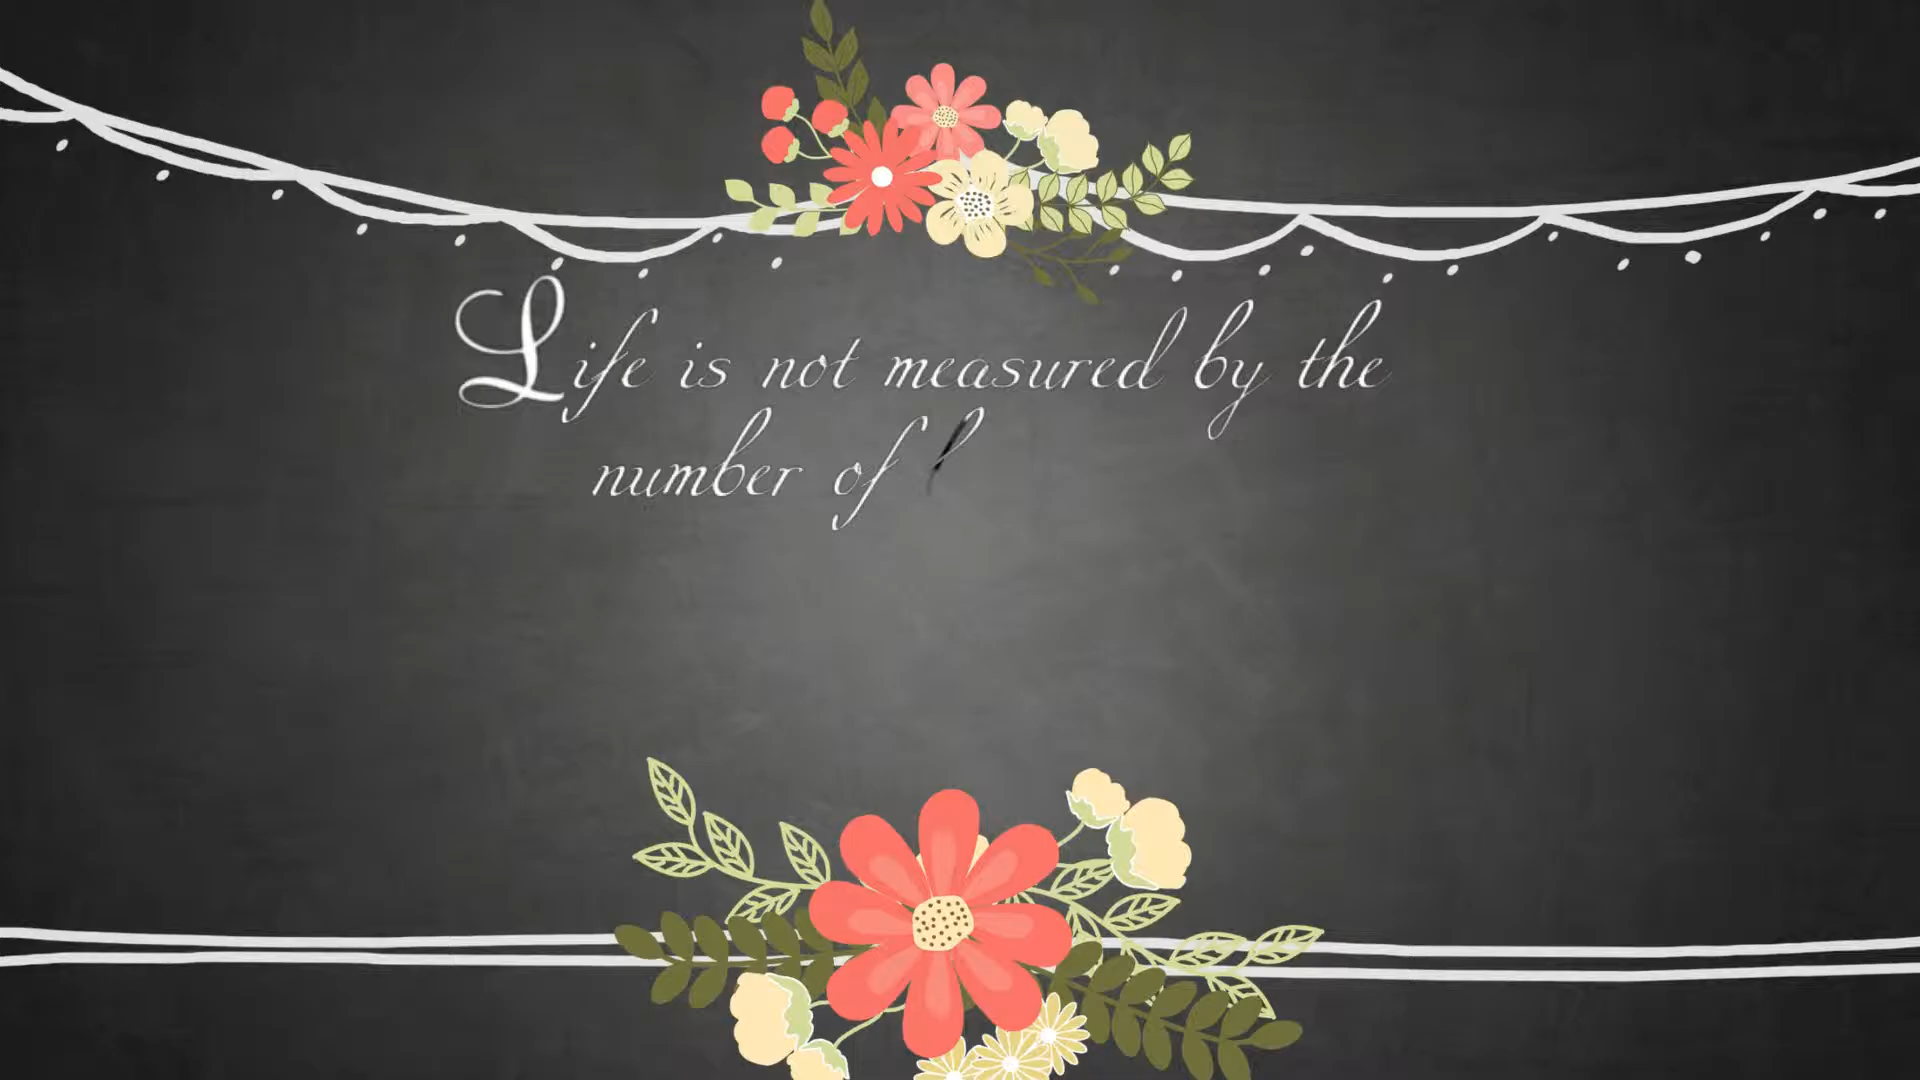 Life is not measured by the
number of